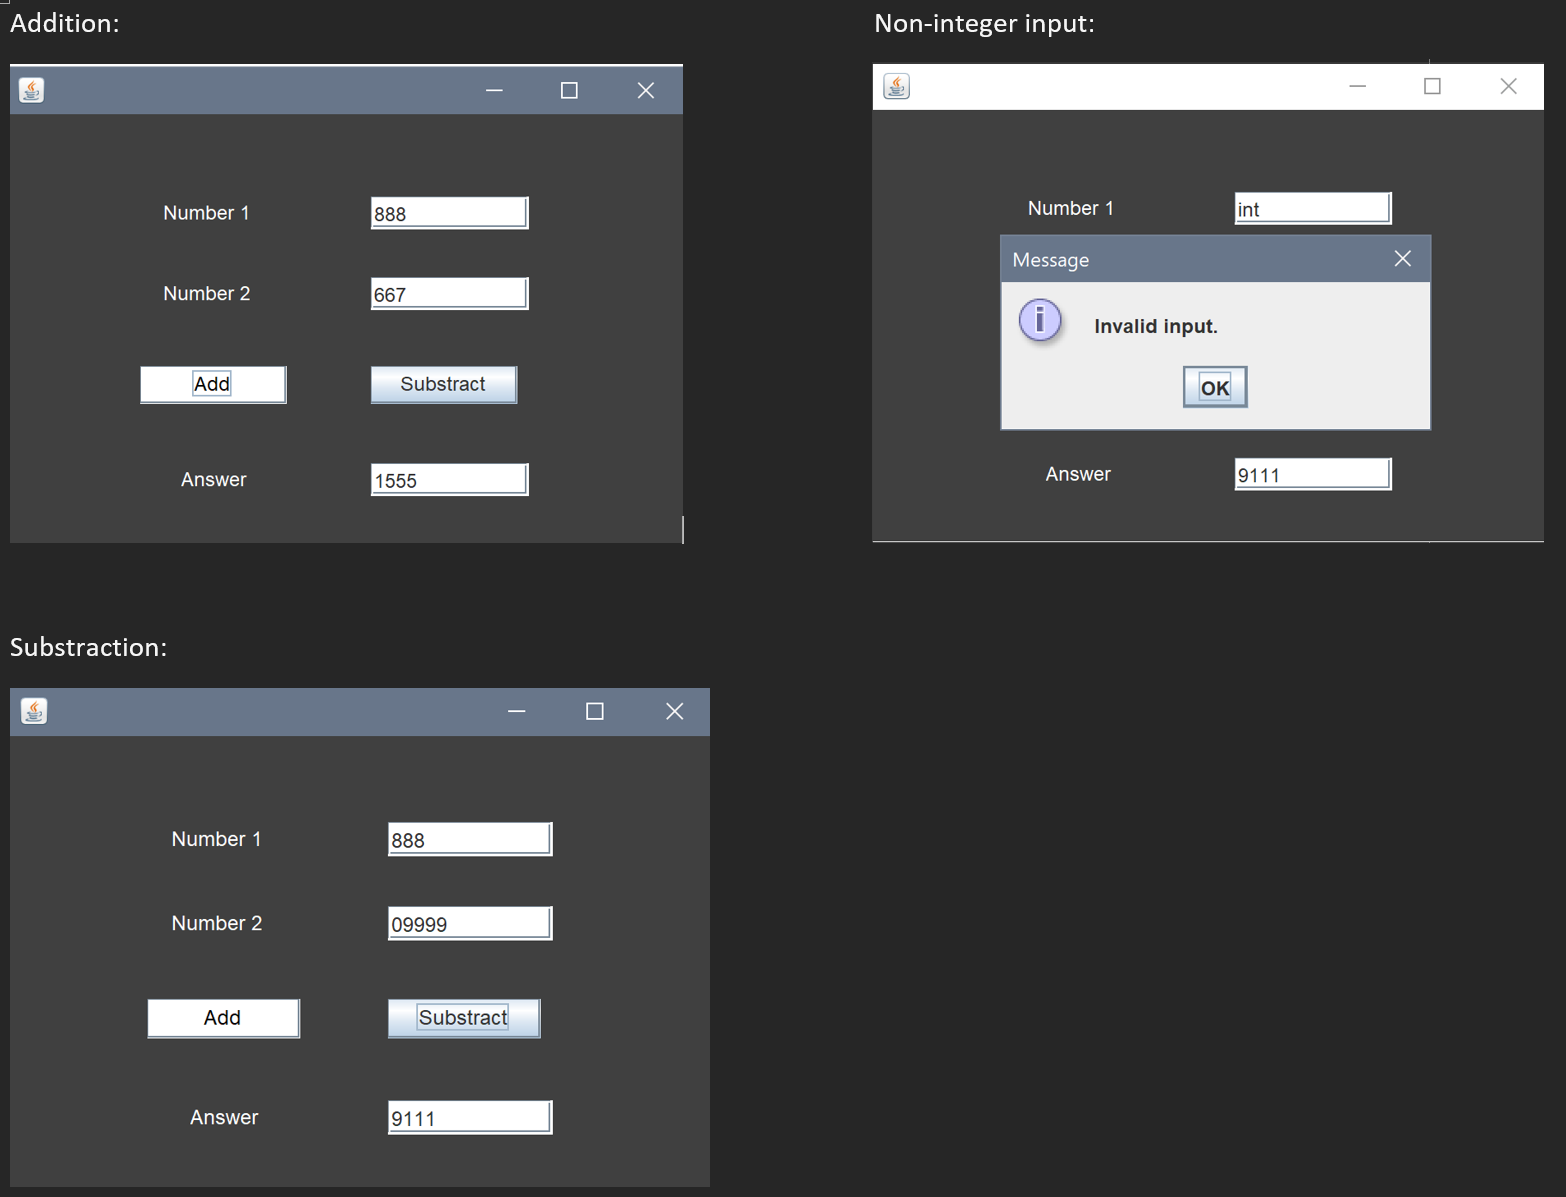 Addition:
Number 1
888
Number 2
667
Add
Substract
Answer
1555
Non-integer input:
Number 1
int
Message
i
Invalid input.
OK
Answer
9111
Substraction:
Number 1
888
Number 2
09999
Add
Substract
Answer
9111